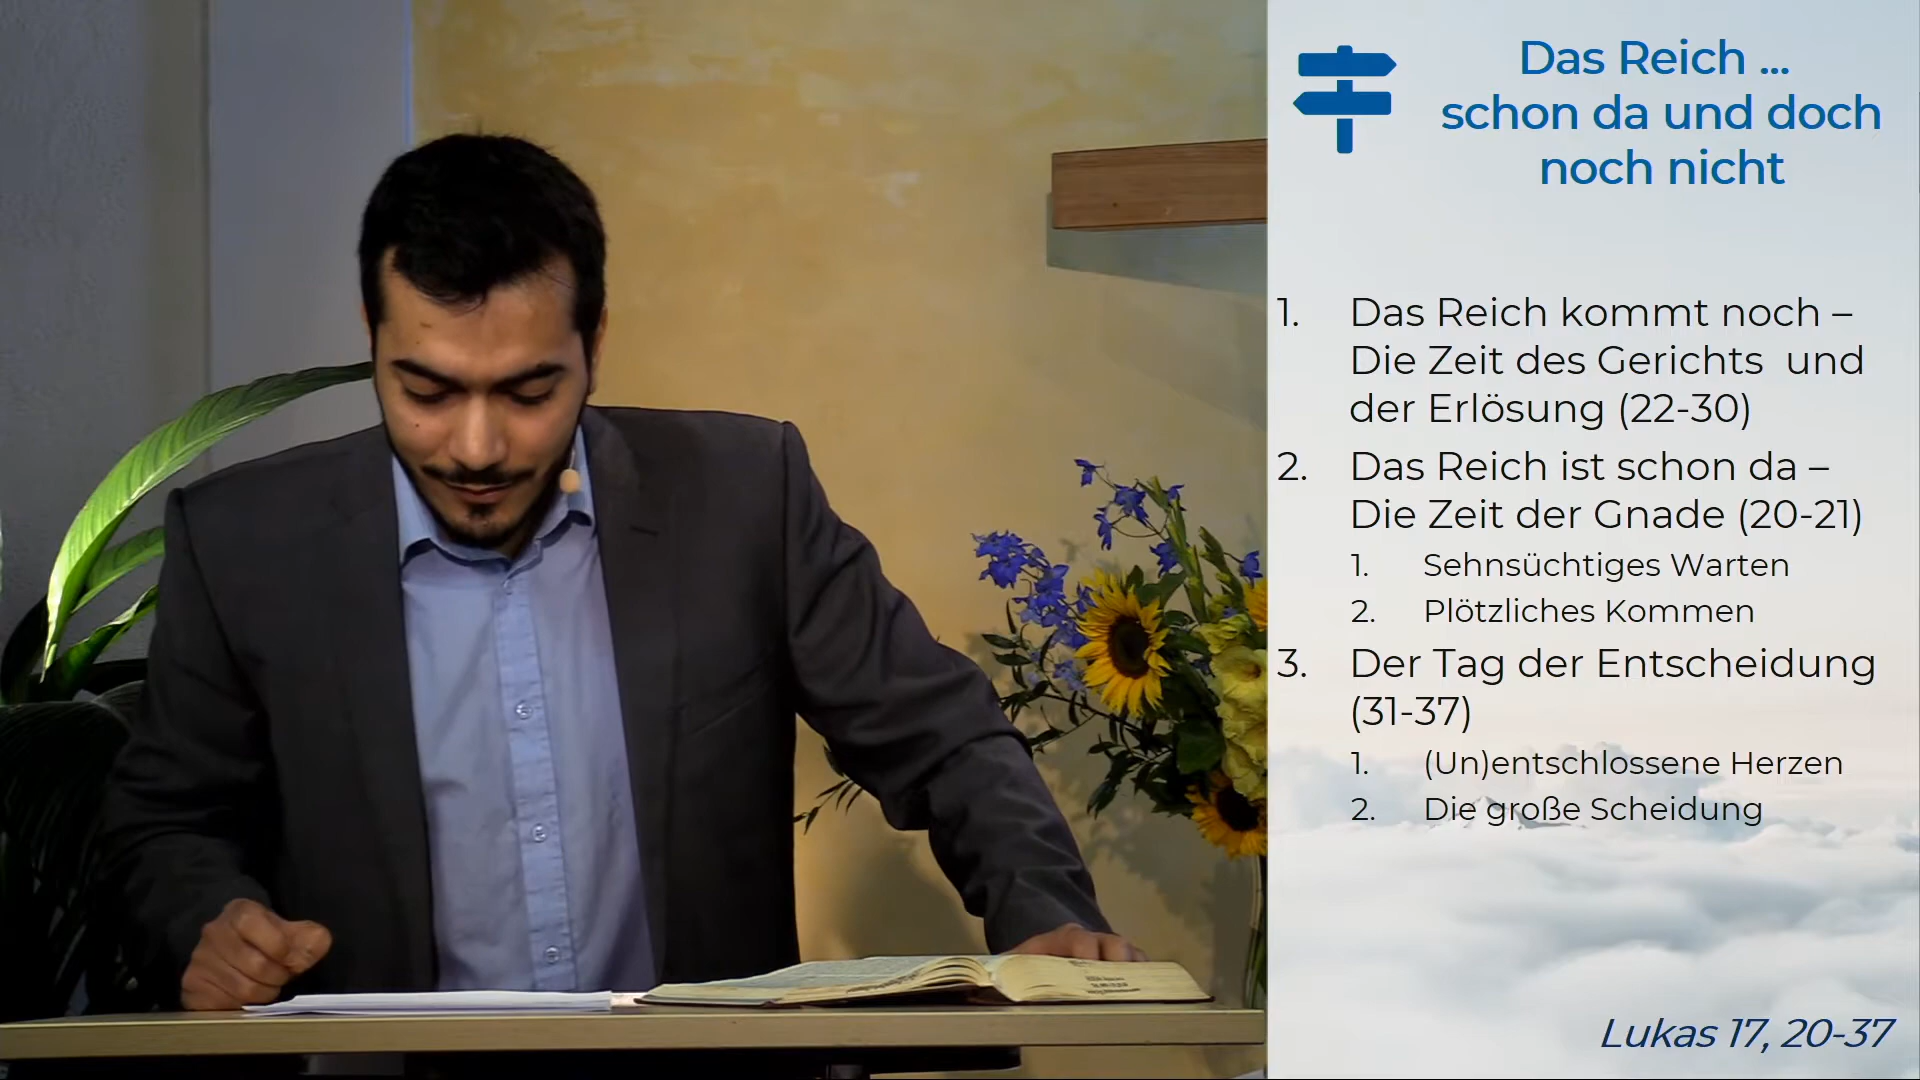 Das Reich ...
schon da und doch
noch nicht
1. Das Reich kommt noch –
Die Zeit des Gerichts und
der Erlösung (22-30)
2. Das Reich ist schon da –
Die Zeit der Gnade (20-21)
1. Sehnsüchtiges Warten
2. Plötzliches Kommen
3. Der Tag der Entscheidung
(31-37)
1. (Un)entschlossene Herzen
2. Die große Scheidung
Lukas 17, 20-37